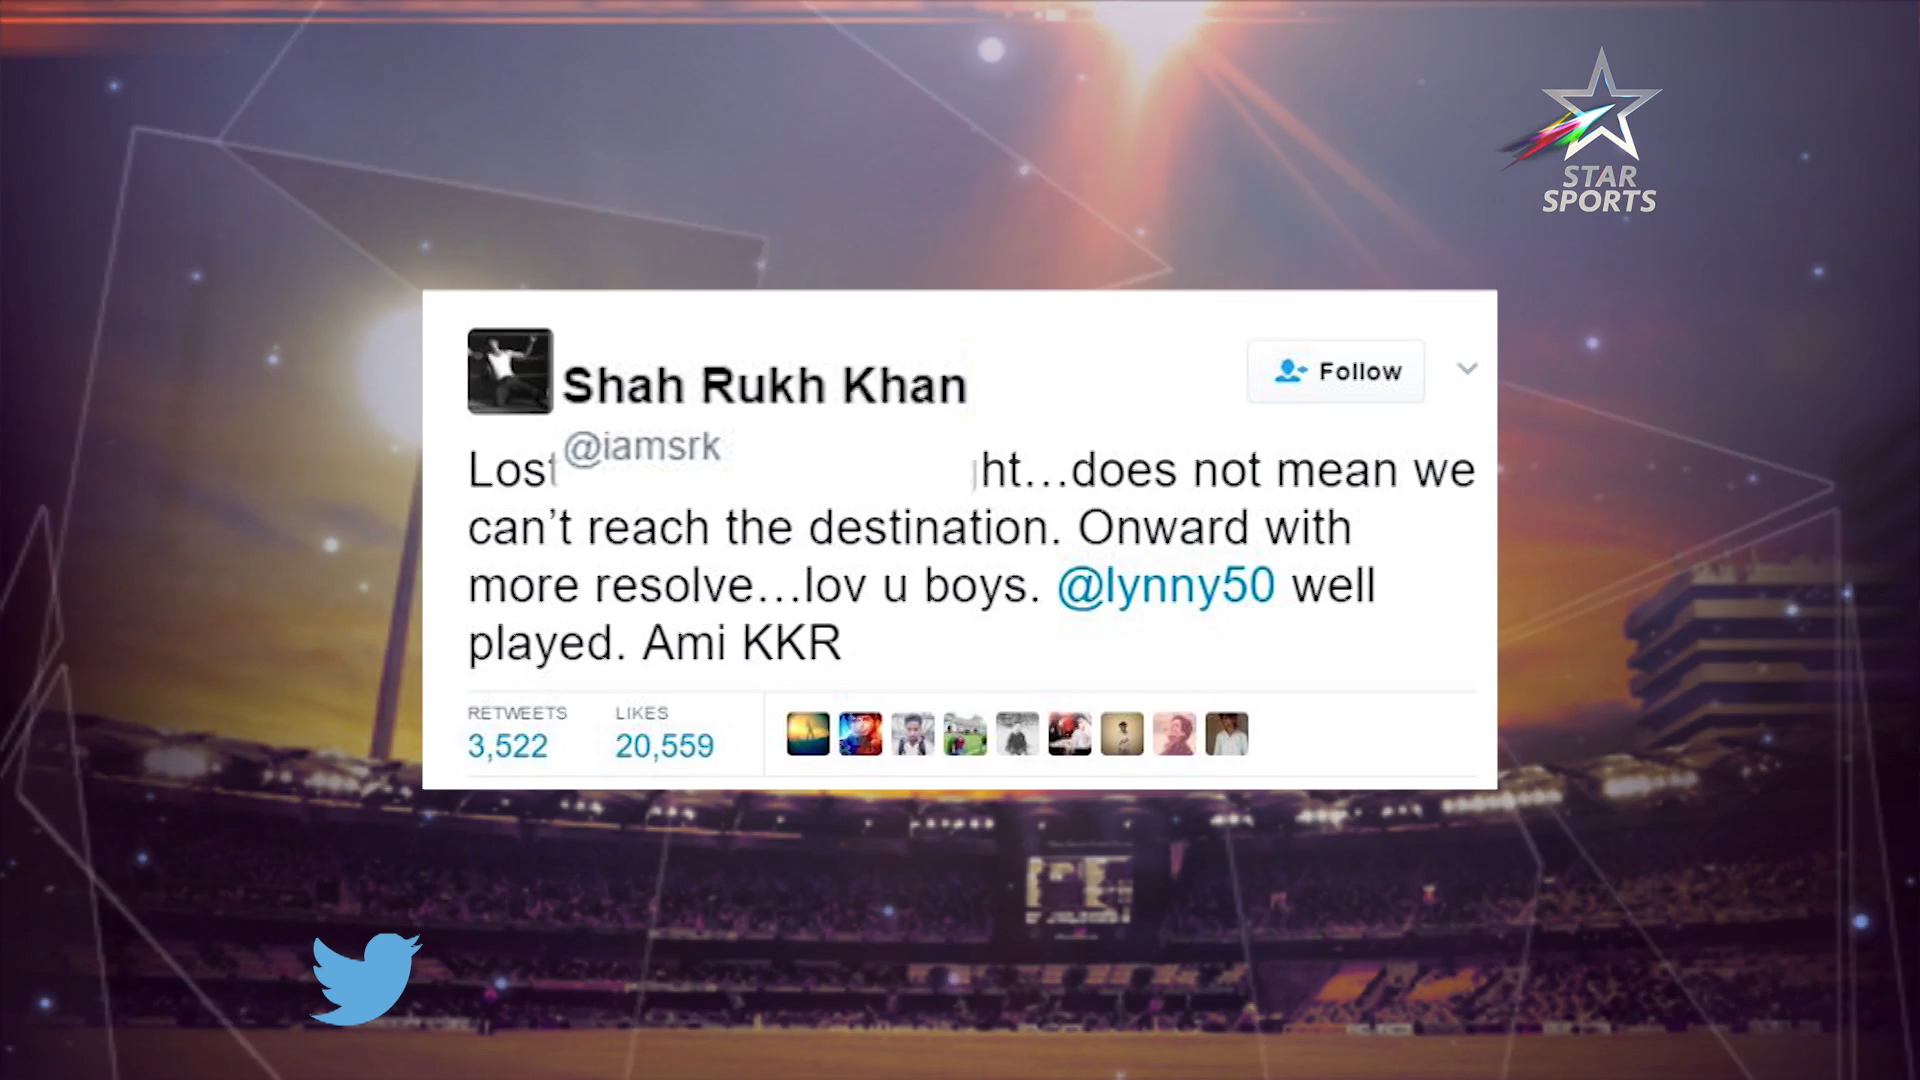 STAR
SPORTS
Shah Rukh Khan
Follow
@iamsrk
Lost ht...does not mean we
can't reach the destination. Onward with
more resolve...lov u boys. @lynny50 well
played. Ami KKR
RETWEETS LIKES
3,522 20,559